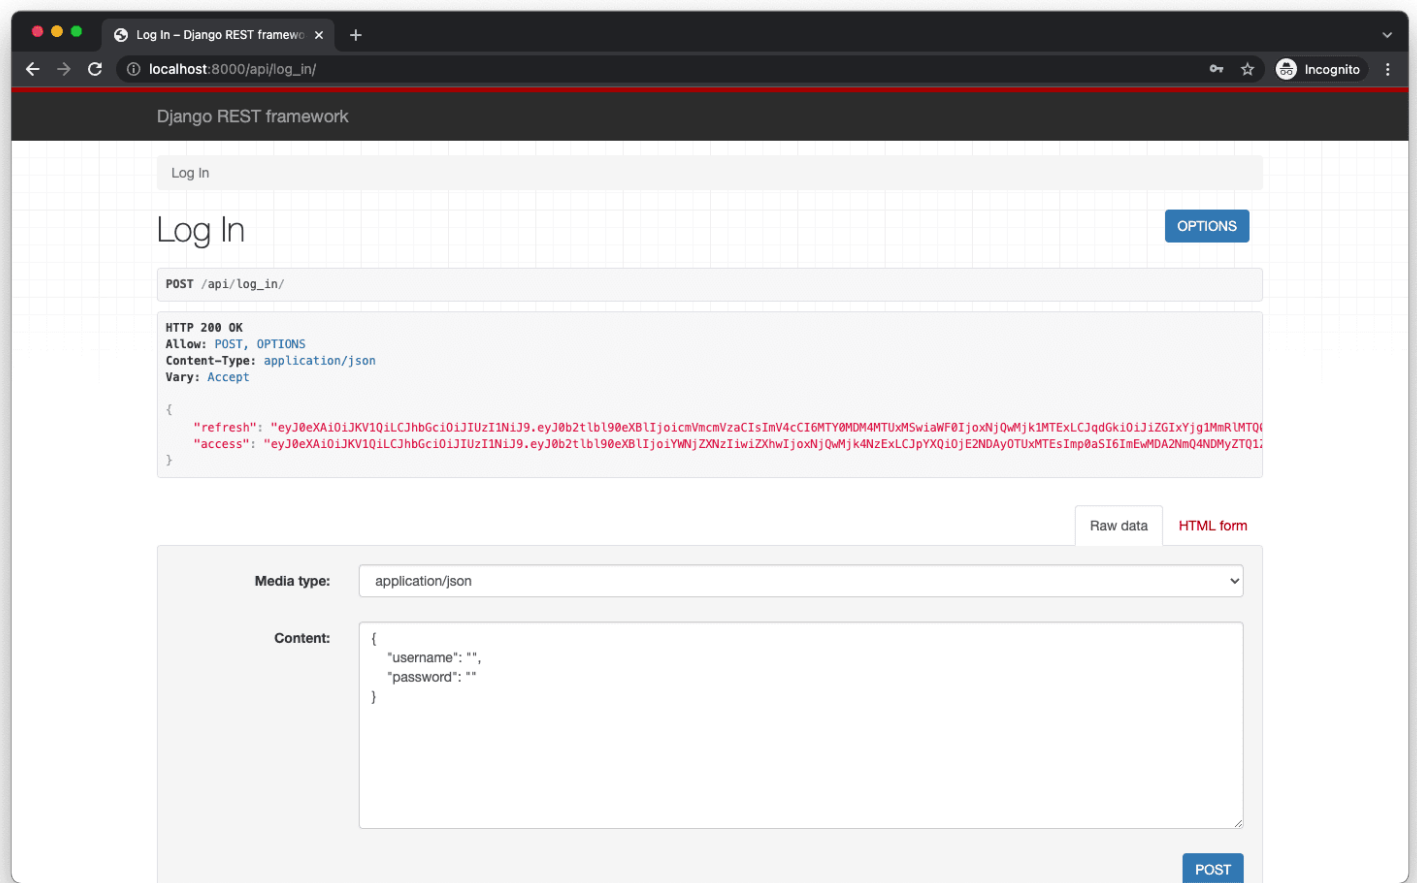 Log In – Django REST framewo
localhost:8000/api/log_in/
Incognito
Django REST framework
Log In
Log In
OPTIONS
POST /api/log_in/
HTTP 200 OK
Allow: POST, OPTIONS
Content-Type: application/json
Vary: Accept
{
"refresh": "eyJ0eXAiOiJKV1QiLCJhbGciOiJIUzI1NiJ9.eyJ0b2tlbl90eXBlIjoicmVmcmVzaCIsImV4cCI6MTY0MDM4MTUxMSwiaWF0IjoxNjQwMjk1MTExLCJqdGkiOiJiZGIxYjg1MmRlMTQ0
"access": "eyJ0eXAiOiJKV1QiLCJhbGciOiJIUzI1NiJ9.eyJ0b2tlbl90eXBlIjoiYWNjZXNzIiwiZXhwIjoxNjQwMjk4NzExLCJpYXQiOjE2NDAyOTUxMTEsImp0aSI6ImEwMDA2NmQ4NDMyZTQ1Z
}
Raw data
HTML form
Media type:
application/json
Content:
{
"username": "",
"password": ""
}
POST